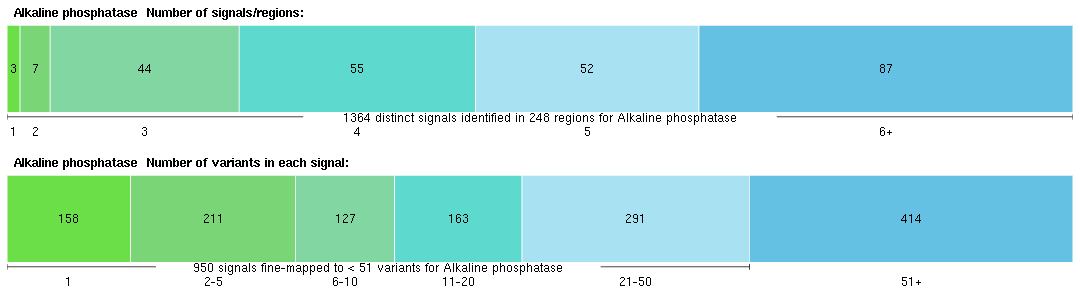 Alkaline phosphatase Number of signals/regions:
3 7 44 55 52 87
1364 distinct signals identified in 248 regions for Alkaline phosphatase
1 2 3 4 5 6+
Alkaline phosphatase Number of variants in each signal:
158 211 127 163 291 414
950 signals fine-mapped to < 51 variants for Alkaline phosphatase
1 2-5 6-10 11-20 21-50 51+